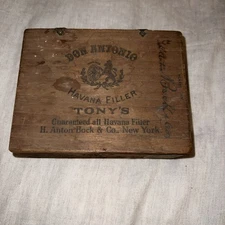 DON ANTONIO
HAVANA FILLER
TONY'S
Guaranteed all Havana Filler
H. Anton Bock & Co., New York.